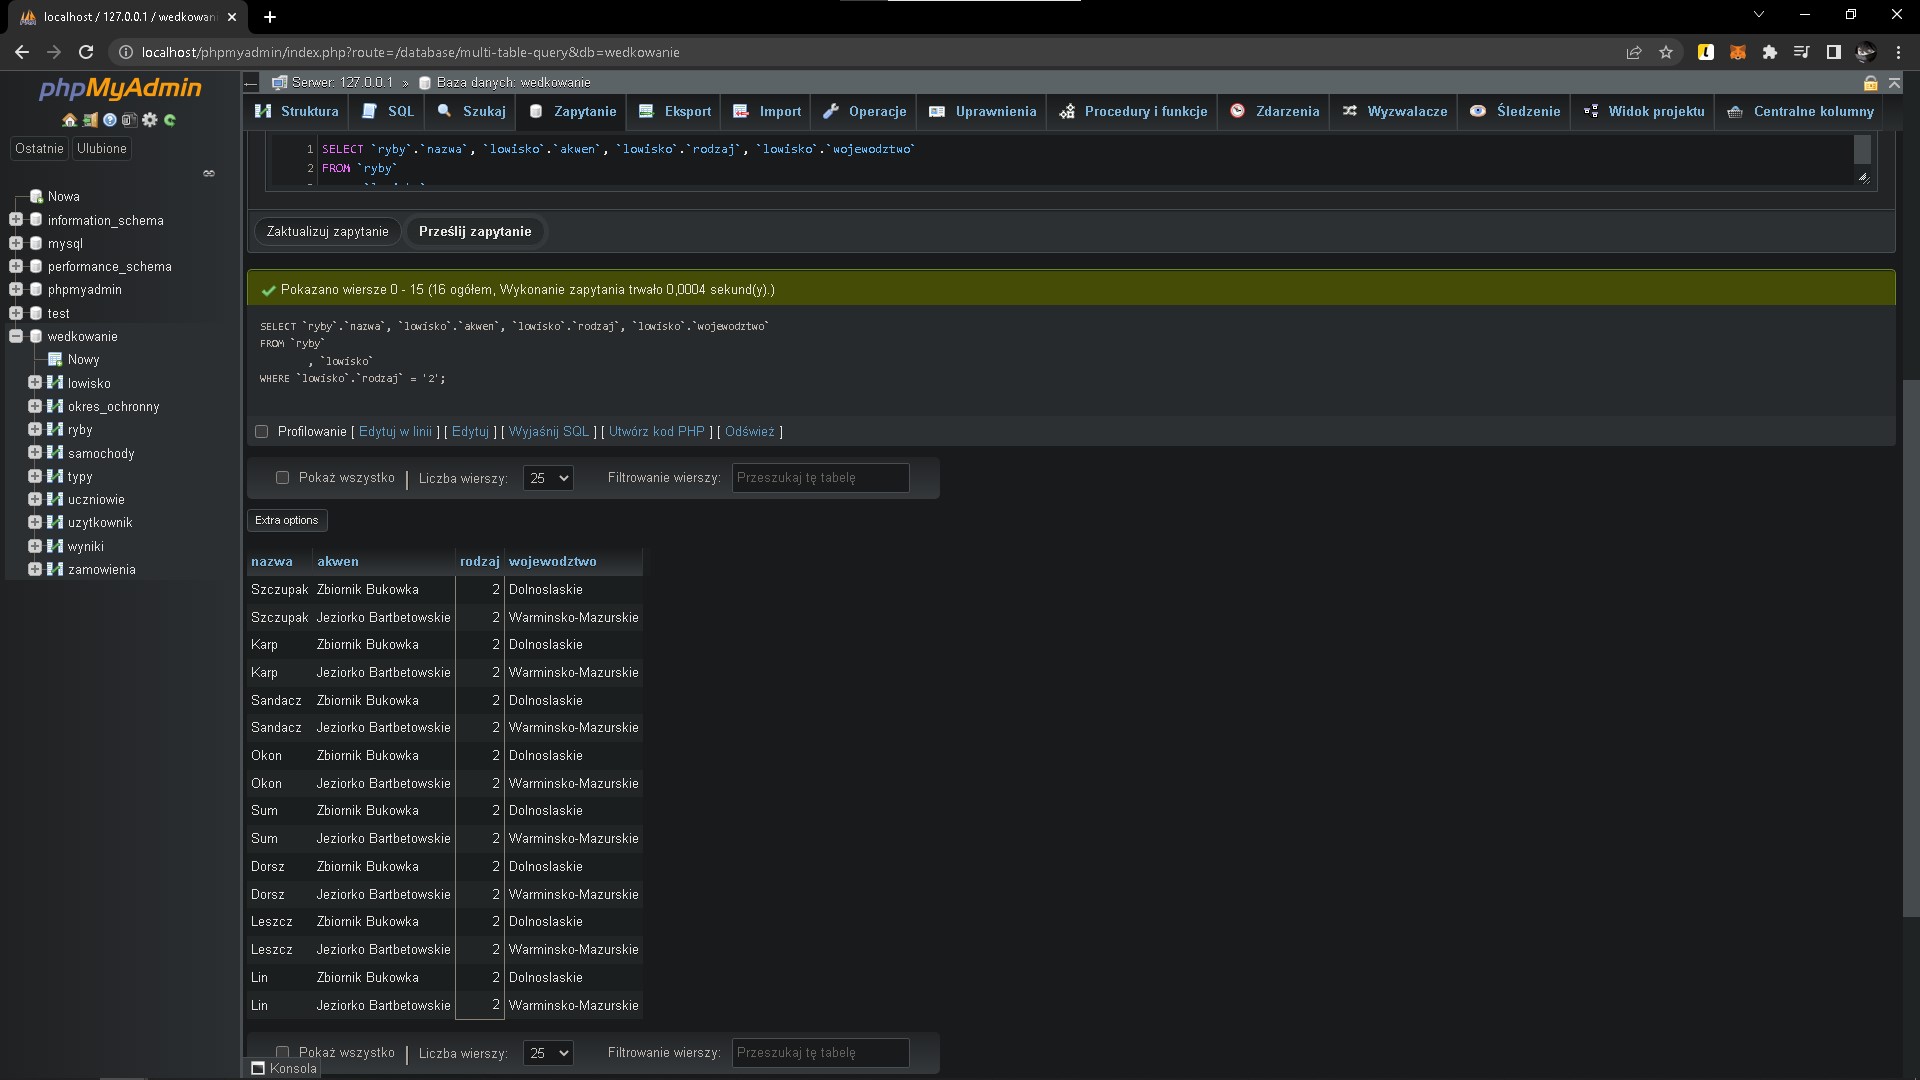 localhost / 127.0.0.1 / wedkowan
localhost/phpmyadmin/index.php?route=/database/multi-table-query&db=wedkowanie
phpMyAdmin
Ostatnie Ulubione
Nowa
information_schema
mysql
performance_schema
phpmyadmin
test
wedkowanie
Nowy
lowisko
okres_ochronny
ryby
samochody
typy
uczniowie
uzytkownik
wyniki
zamowienia
Serwer: 127.0.0.1 » Baza danych: wedkowanie
Struktura SQL Szukaj Zapytanie Eksport Import Operacje Uprawnienia Procedury i funkcje Zdarzenia Wyzwalacze Śledzenie Widok projektu Centralne kolumny
1 SELECT `ryby`.`nazwa`, `lowisko`.`akwen`, `lowisko`.`rodzaj`, `lowisko`.`wojewodztwo`
2 FROM `ryby`
Zaktualizuj zapytanie Prześlij zapytanie
Pokazano wiersze 0 - 15 (16 ogółem, Wykonanie zapytania trwało 0,0004 sekund(y).)
SELECT `ryby`.`nazwa`, `lowisko`.`akwen`, `lowisko`.`rodzaj`, `lowisko`.`wojewodztwo`
FROM `ryby`
, `lowisko`
WHERE `lowisko`.`rodzaj` = '2';
Profilowanie [ Edytuj w linii ] [ Edytuj ] [ Wyjaśnij SQL ] [ Utwórz kod PHP ] [ Odśwież ]
Pokaż wszystko | Liczba wierszy: 25 Filtrowanie wierszy: Przeszukaj tę tabelę
Extra options
nazwa akwen rodzaj wojewodztwo
Szczupak Zbiornik Bukowka 2 Dolnoslaskie
Szczupak Jeziorko Bartbetowskie 2 Warminsko-Mazurskie
Karp Zbiornik Bukowka 2 Dolnoslaskie
Karp Jeziorko Bartbetowskie 2 Warminsko-Mazurskie
Sandacz Zbiornik Bukowka 2 Dolnoslaskie
Sandacz Jeziorko Bartbetowskie 2 Warminsko-Mazurskie
Okon Zbiornik Bukowka 2 Dolnoslaskie
Okon Jeziorko Bartbetowskie 2 Warminsko-Mazurskie
Sum Zbiornik Bukowka 2 Dolnoslaskie
Sum Jeziorko Bartbetowskie 2 Warminsko-Mazurskie
Dorsz Zbiornik Bukowka 2 Dolnoslaskie
Dorsz Jeziorko Bartbetowskie 2 Warminsko-Mazurskie
Leszcz Zbiornik Bukowka 2 Dolnoslaskie
Leszcz Jeziorko Bartbetowskie 2 Warminsko-Mazurskie
Lin Zbiornik Bukowka 2 Dolnoslaskie
Lin Jeziorko Bartbetowskie 2 Warminsko-Mazurskie
Pokaż wszystko | Liczba wierszy: 25 Filtrowanie wierszy: Przeszukaj tę tabelę
Konsola